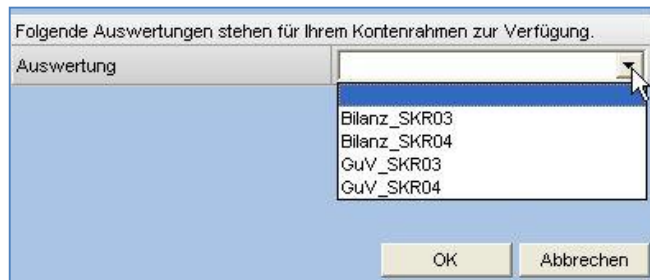 Folgende Auswertungen stehen für Ihrem Kontenrahmen zur Verfügung.
Auswertung
Bilanz_SKR03
Bilanz_SKR04
GuV_SKR03
GuV_SKR04
OK Abbrechen